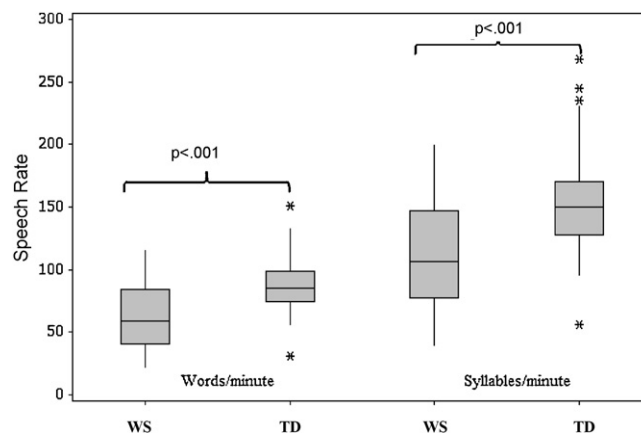 300
250
200
150
100
50
0
Speech Rate
p<.001
p<.001
Words/minute
Syllables/minute
WS
TD
WS
TD